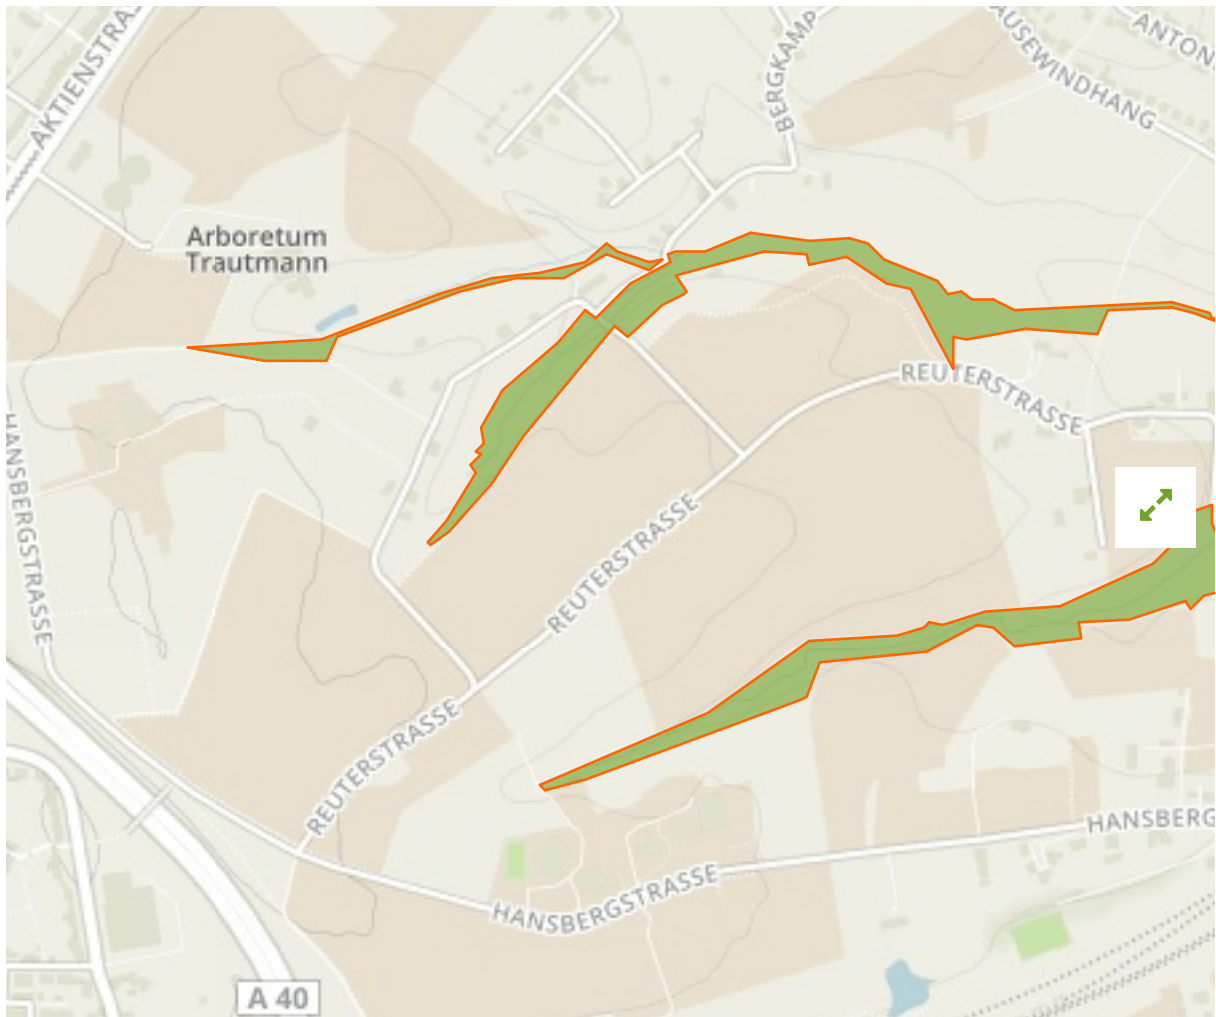 AKTIENSTRA
BERGKAMP
AUSEWINDHANG
ANTON
Arboretum
Trautmann
REUTERSTRASSE
HANSBERGSTRASSE
REUTERSTRASSE
REUTERSTRASSE
HANSBERG
HANSBERGSTRASSE
A 40